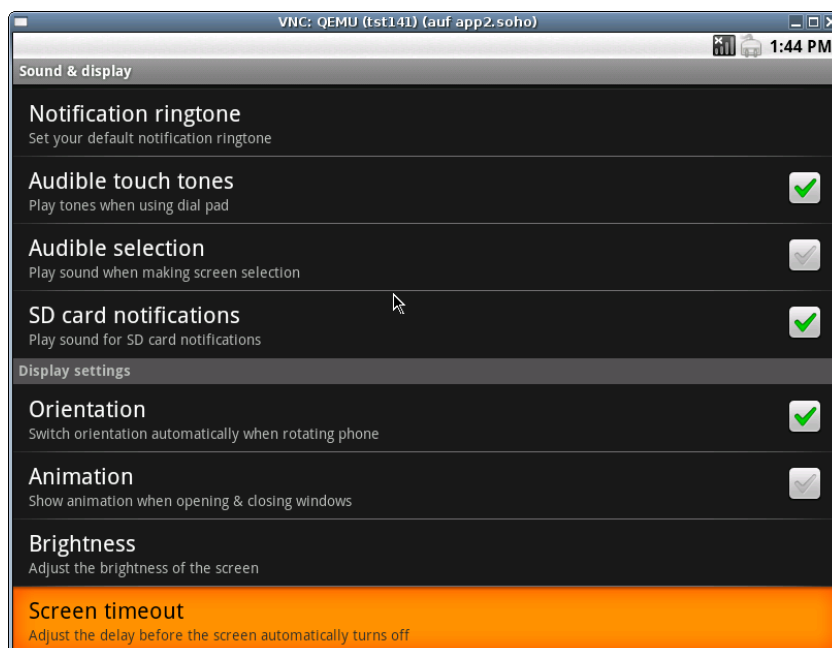 VNC: QEMU (tst141) (auf app2.soho)
1:44 PM
Sound & display
Notification ringtone
Set your default notification ringtone
Audible touch tones
Play tones when using dial pad
Audible selection
Play sound when making screen selection
SD card notifications
Play sound for SD card notifications
Display settings
Orientation
Switch orientation automatically when rotating phone
Animation
Show animation when opening & closing windows
Brightness
Adjust the brightness of the screen
Screen timeout
Adjust the delay before the screen automatically turns off